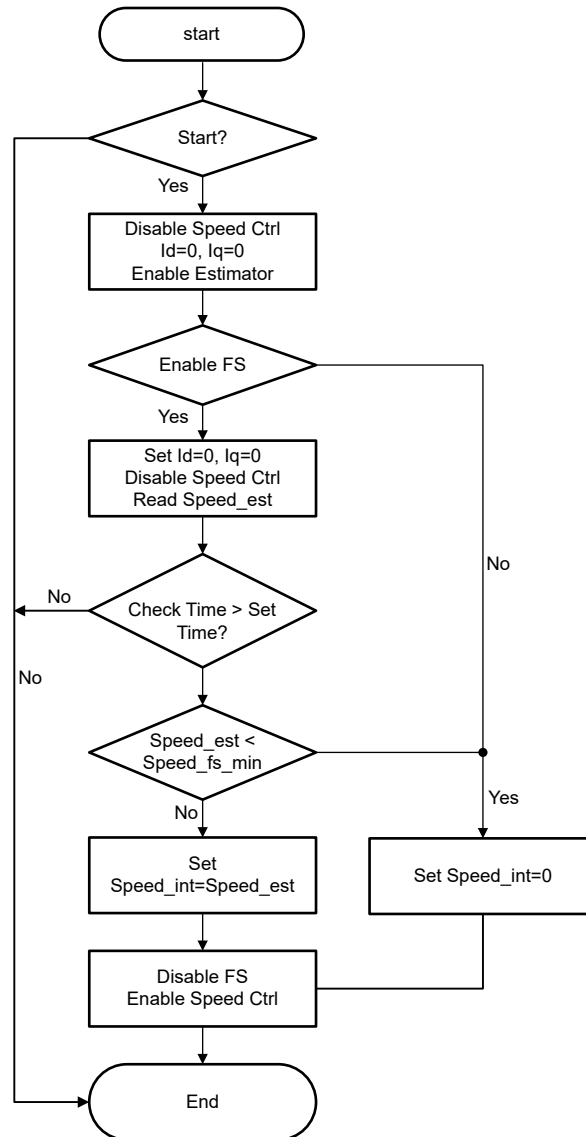 start
Start?
Yes
Disable Speed Ctrl
Id=0, Iq=0
Enable Estimator
Enable FS
Yes
Set Id=0, Iq=0
Disable Speed Ctrl
Read Speed_est
No
No
Check Time > Set
Time?
No
Speed_est <
Speed_fs_min
Yes
No
Set
Speed_int=Speed_est
Set Speed_int=0
Disable FS
Enable Speed Ctrl
End